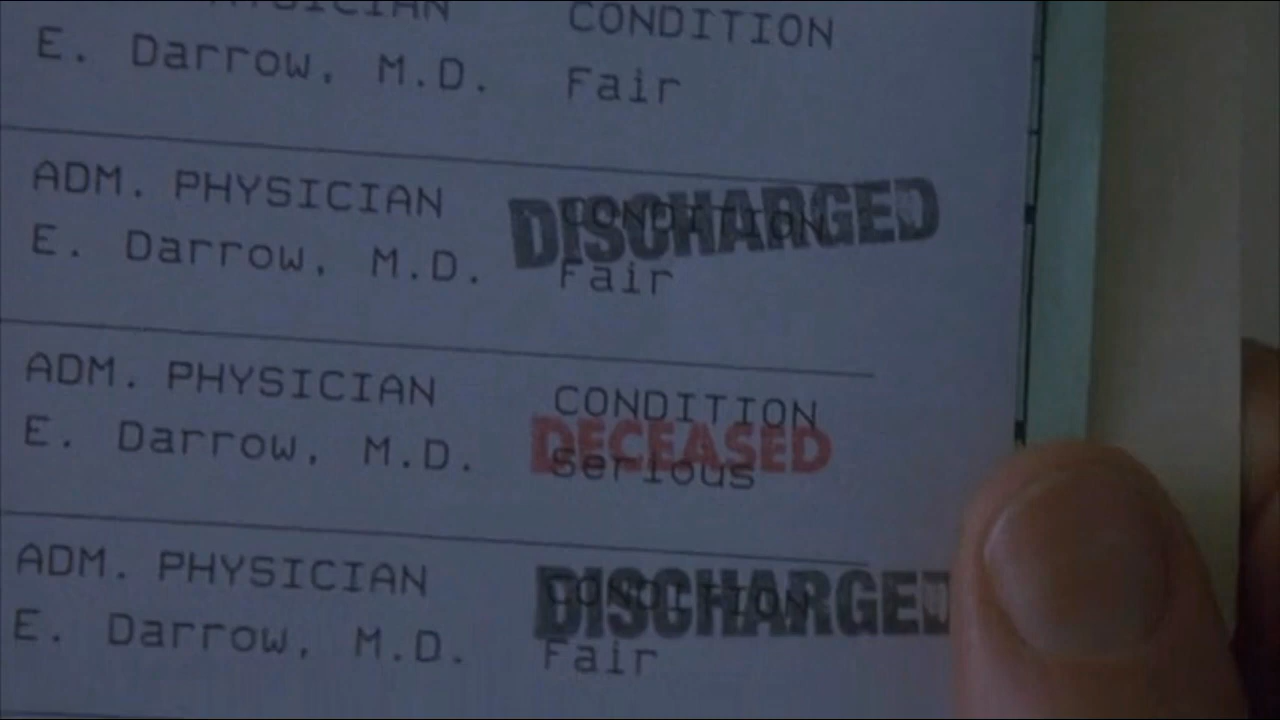 PHYSICIAN CONDITION
E. Darrow, M.D. Fair
ADM. PHYSICIAN CONDITION
DISCHARGED
E. Darrow, M.D. Fair
ADM. PHYSICIAN CONDITION
DECEASED
E. Darrow, M.D. Serious
ADM. PHYSICIAN CONDITION
DISCHARGED
E. Darrow, M.D. Fair